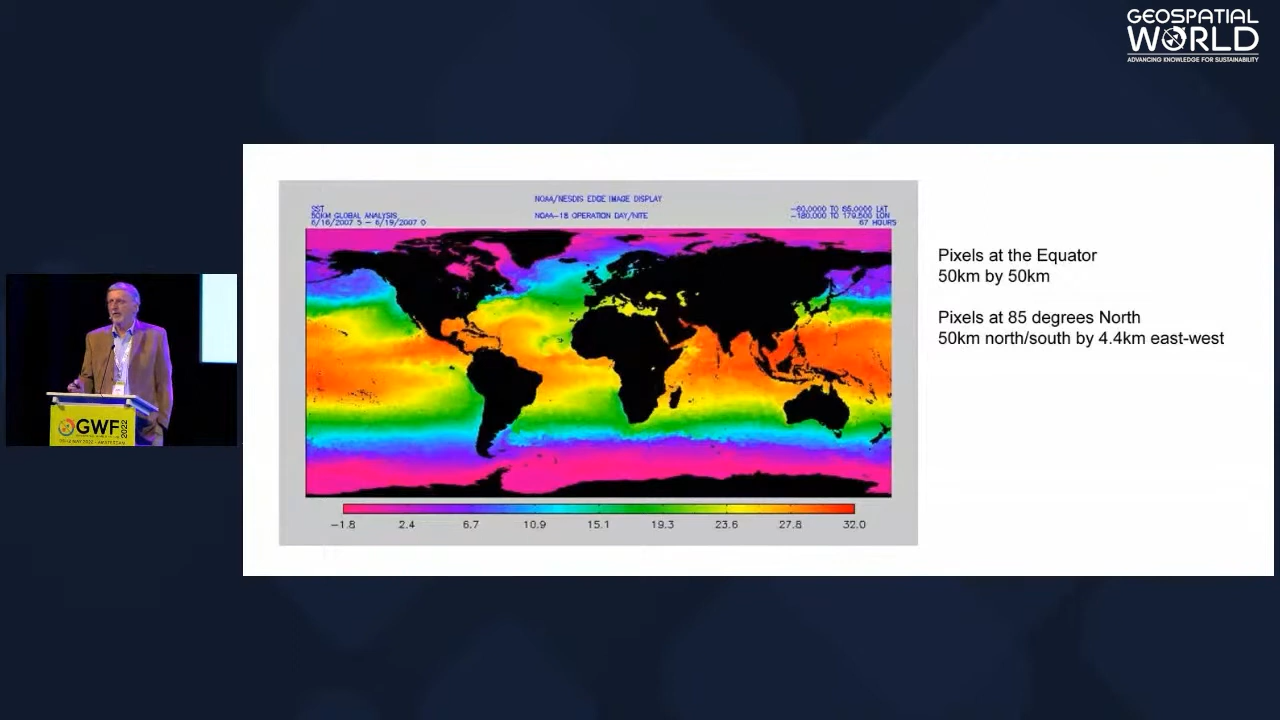 GEOSPATIAL
WORLD
ADVANCING KNOWLEDGE FOR SUSTAINABILITY
NOAA/NESDIS EDGE IMAGE DISPLAY
SST
50KM GLOBAL ANALYSIS
NOAA-18 OPERATION DAY/NITE
67 HOURS
Pixels at the Equator
50km by 50km
Pixels at 85 degrees North
50km north/south by 4.4km east-west
-1.8 2.4 6.7 10.9 15.1 19.3 23.6 27.8 32.0
GWF
2022